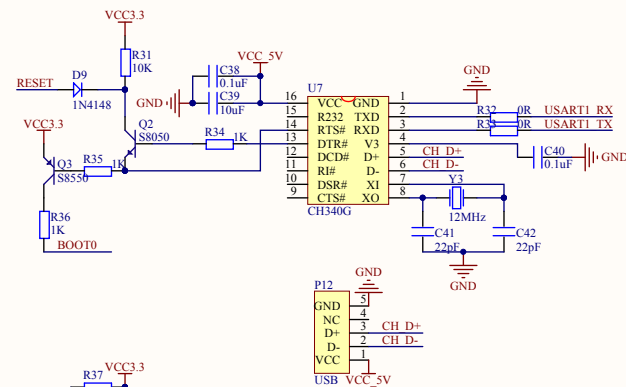 VCC3.3
R31
10K
RESET
D9
1N4148
VCC_5V
C38
0.1uF
C39
10uF
GND
VCC3.3
Q2
S8050
R34
1K
Q3
S8550
R35
1K
R36
1K
BOOT0
U7
16 VCC GND 1
15 R232 TXD 2
14 RTS# RXD 3
13 DTR# V3 4
12 DCD# D+ 5
11 RI# D- 6
10 DSR# XI 7
9 CTS# XO 8
CH340G
GND
R32 0R USART1_RX
R33 0R USART1_TX
CH_D+
CH_D-
C40
0.1uF
GND
Y3
12MHz
C41
22pF
C42
22pF
GND
P12
GND
GND 5
NC 4
D+ 3 CH_D+
D- 2 CH_D-
VCC 1
USB VCC_5V
R37
VCC3.3